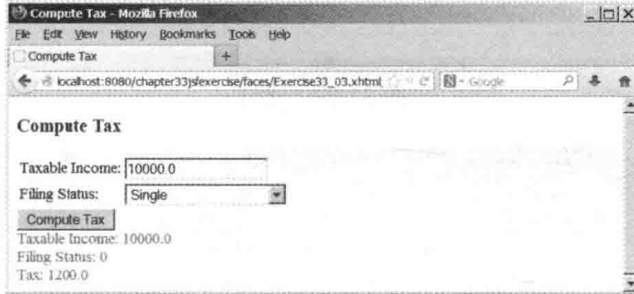 Compute Tax - Mozilla Firefox
File Edit View History Bookmarks Tools Help
Compute Tax +
localhost:8080/chapter33jsfexercise/faces/Exercise33_03.xhtml Google
Compute Tax
Taxable Income: 10000.0
Filing Status: Single
Compute Tax
Taxable Income: 10000.0
Filing Status: 0
Tax: 1200.0